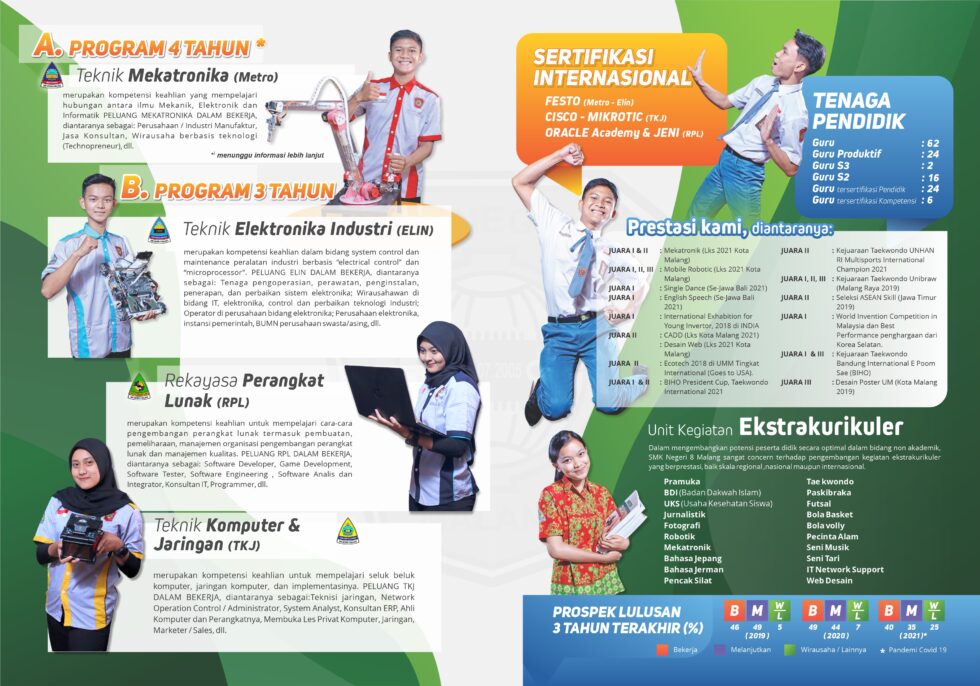 A. PROGRAM 4 TAHUN *
Teknik Mekatronika (Metro)
merupakan kompetensi keahlian yang mempelajari
hubungan antara ilmu Mekanik, Elektronik dan
Informatik PELUANG MEKATRONIKA DALAM BEKERJA,
diantaranya sebagai: Perusahaan / Industri Manufaktur,
Jasa Konsultan, Wirausaha berbasis teknologi
(Technopreneur), dll.
*) menunggu informasi lebih lanjut
B. PROGRAM 3 TAHUN
Teknik Elektronika Industri (ELIN)
merupakan kompetensi keahlian dalam bidang system control dan
maintenance peralatan industri berbasis "electrical control" dan
"microprocessor". PELUANG ELIN DALAM BEKERJA, diantaranya
sebagai: Tenaga pengoperasian, perawatan, penginstalan,
penerapan, dan perbaikan sistem elektronika; Wirausahawan di
bidang IT, elektronika, control dan perbaikan teknologi Industri;
Operator di perusahaan bidang elektronika; Perusahaan elektronika,
instansi pemerintah, BUMN perusahaan swasta/asing, dll.
Rekayasa Perangkat
Lunak (RPL)
merupakan kompetensi keahlian untuk mempelajari cara-cara
pengembangan perangkat lunak termasuk pembuatan,
pemeliharaan, manajemen organisasi pengembangan perangkat
lunak dan manajemen kualitas. PELUANG RPL DALAM BEKERJA,
diantaranya sebagai: Software Developer, Game Development,
Software Tester, Software Engineering , Software Analis dan
Integrator, Konsultan IT, Programmer, dll.
Teknik Komputer &
Jaringan (TKJ)
merupakan kompetensi keahlian untuk mempelajari seluk beluk
komputer, jaringan komputer, dan implementasinya. PELUANG TKJ
DALAM BEKERJA, diantaranya sebagai:Teknisi jaringan, Network
Operation Control / Administrator, System Analyst, Konsultan ERP, Ahli
Komputer dan Perangkatnya, Membuka Les Privat Komputer, Jaringan,
Marketer / Sales, dll.
SERTIFIKASI
INTERNASIONAL
FESTO (Metro - Elin)
CISCO - MIKROTIC (TKJ)
ORACLE Academy & JENI (RPL)
TENAGA
PENDIDIK
Guru : 62
Guru Produktif : 24
Guru S3 : 2
Guru S2 : 16
Guru tersertifikasi Pendidik : 24
Guru tersertifikasi Kompetensi : 6
Prestasi kami, diantaranya:
JUARA I & II : Mekatronik (Lks 2021 Kota
Malang)
JUARA I, II, III : Mobile Robotic (Lks 2021 Kota
Malang)
JUARA I : Single Dance (Se-Jawa Bali 2021)
JUARA I : English Speech (Se-Jawa Bali
2021)
JUARA I : International Exhabition for
Young Invertor, 2018 di INDIA
JUARA II : CADD (Lks Kota Malang 2021)
: Desain Web (Lks 2021 Kota
Malang)
JUARA II : Ecotech 2018 di UMM Tingkat
International (Goes to USA).
JUARA I & II : BIHO President Cup, Taekwondo
International 2021
JUARA II : Kejuaraan Taekwondo UNHAN
RI Multisports International
Champion 2021
JUARA I, II, III : Kejuaraan Taekwondo Unibraw
(Malang Raya 2019)
JUARA II : Seleksi ASEAN Skill (Jawa Timur
2019)
JUARA I : World Invention Competition in
Malaysia dan Best
Performance penghargaan dari
Korea Selatan.
JUARA I & III : Kejuaraan Taekwondo
Bandung International E Poom
Sae (BIHO)
JUARA III : Desain Poster UM (Kota Malang
2019)
Unit Kegiatan Ekstrakurikuler
Dalam mengembangkan potensi peserta didik secara optimal dalam bidang non akademik,
SMK Negeri 8 Malang sangat concern terhadap pengembangan kegiatan ekstrakurikuler
yang berprestasi, baik skala regional ,nasional maupun internasional.
Pramuka
BDI (Badan Dakwah Islam)
UKS (Usaha Kesehatan Siswa)
Jurnalistik
Fotografi
Robotik
Mekatronik
Bahasa Jepang
Bahasa Jerman
Pencak Silat
Tae kwondo
Paskibraka
Futsal
Bola Basket
Bola volly
Pecinta Alam
Seni Musik
Seni Tari
IT Network Support
Web Desain
PROSPEK LULUSAN
3 TAHUN TERAKHIR (%)
B M W/L B M W/L B M W/L
46 49 5 49 44 7 40 35 25
(2019) (2020) (2021)*
Bekerja Melanjutkan Wirausaha / Lainnya * Pandemi Covid 19